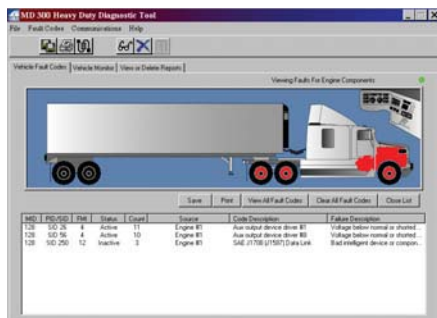 MD 300 Heavy Duty Diagnostic Tool
File Fault Codes Communications Help
Vehicle Fault Codes Vehicle Monitor View or Delete Reports
Viewing Faults For Engine Components
Save Print View All Fault Codes Clear All Fault Codes Close List
MID PID/SID FMI Status Count Source Code Description Failure Description
128 SID 26 4 Active 11 Engine #1 Aux output device driver #1 Voltage below normal or shorted...
128 SID 56 4 Active 10 Engine #1 Aux output device driver #8 Voltage below normal or shorted...
128 SID 250 12 Inactive 3 Engine #1 SAE J1708 (J1587) Data Link Bad intelligent device or compon...